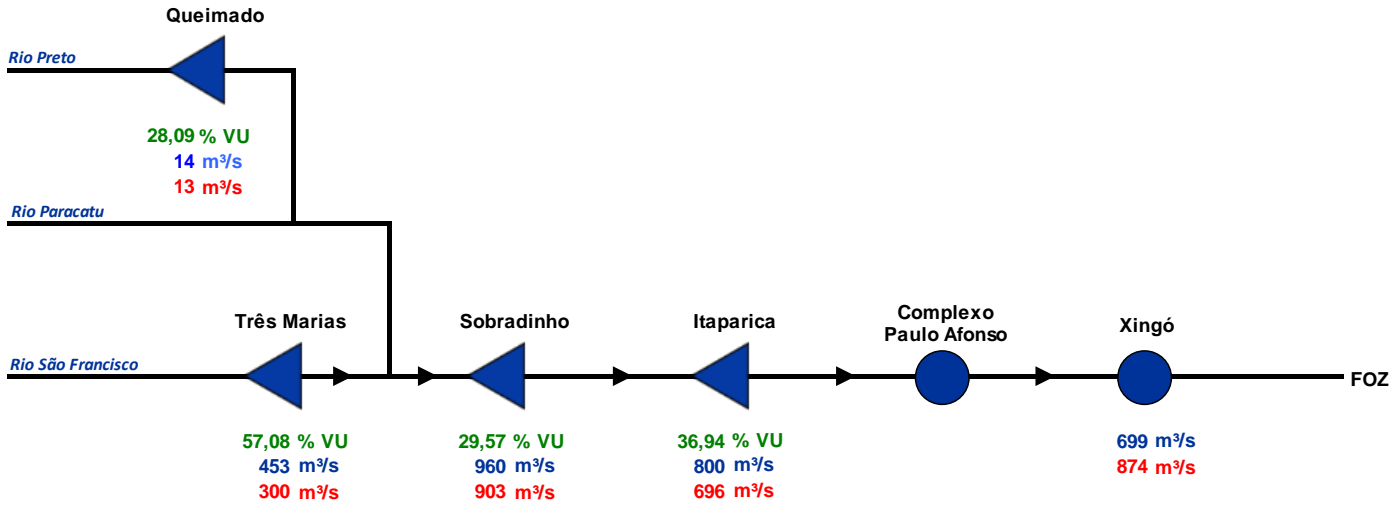 Queimado
Rio Preto
28,09 % VU
14 m³/s
13 m³/s
Rio Paracatu
Três Marias
Sobradinho
Itaparica
Complexo
Paulo Afonso
Xingó
Rio São Francisco
FOZ
57,08 % VU
453 m³/s
300 m³/s
29,57 % VU
960 m³/s
903 m³/s
36,94 % VU
800 m³/s
696 m³/s
699 m³/s
874 m³/s